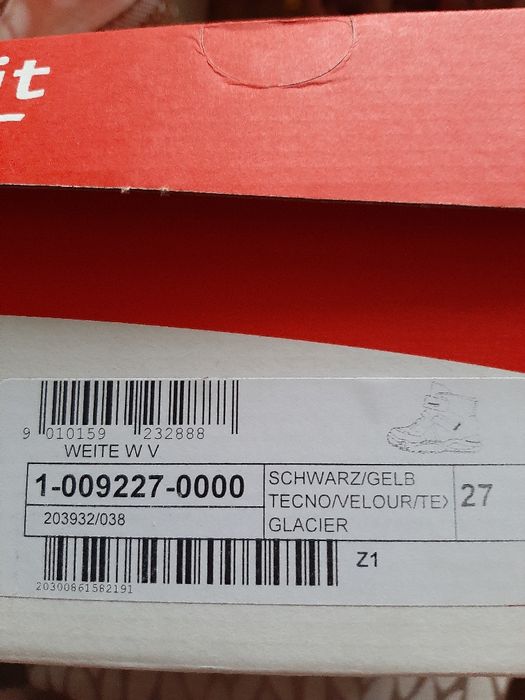 it
9 010159 232888
WEITE W V
1-009227-0000
203932/038
SCHWARZ/GELB
TECNO/VELOUR/TEX
GLACIER
27
Z1
20300861582191